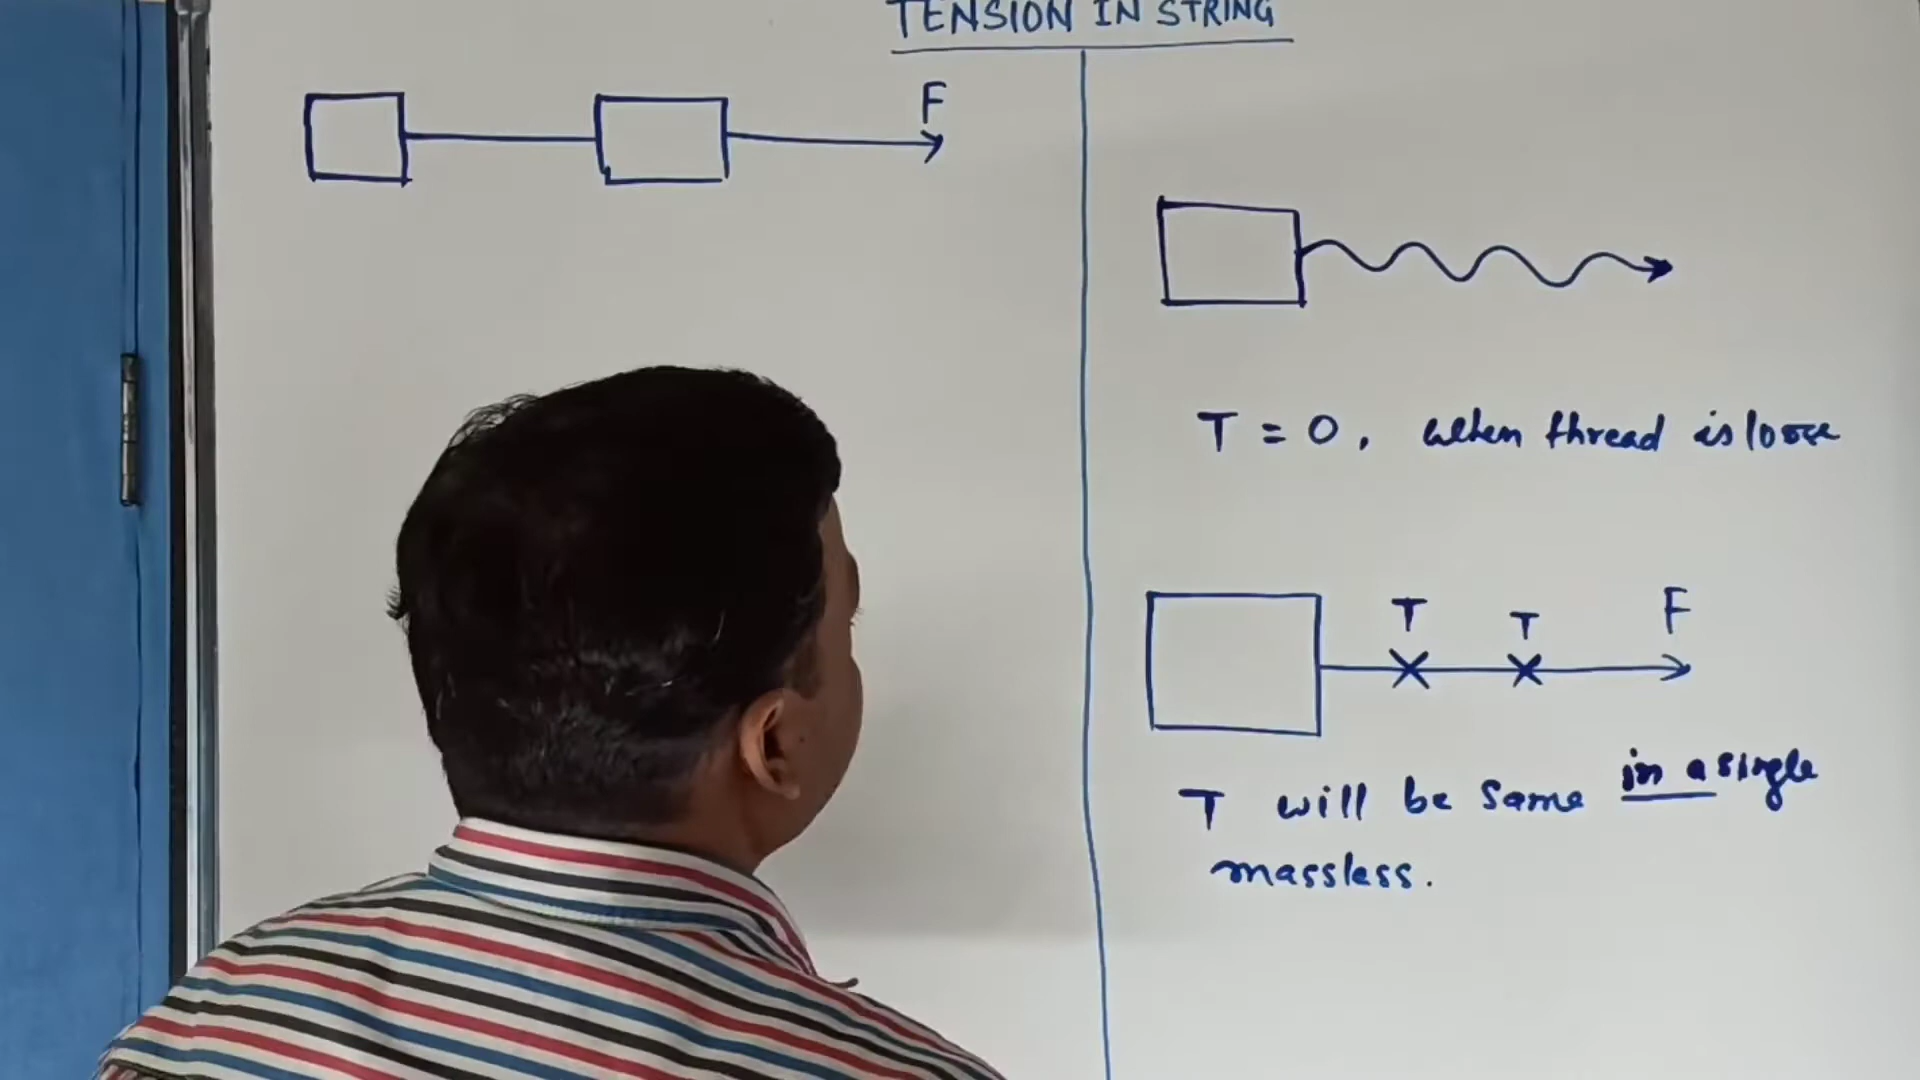 TENSION IN STRING
F
T = 0, when thread is loose
T T F
T will be same in a single
massless.